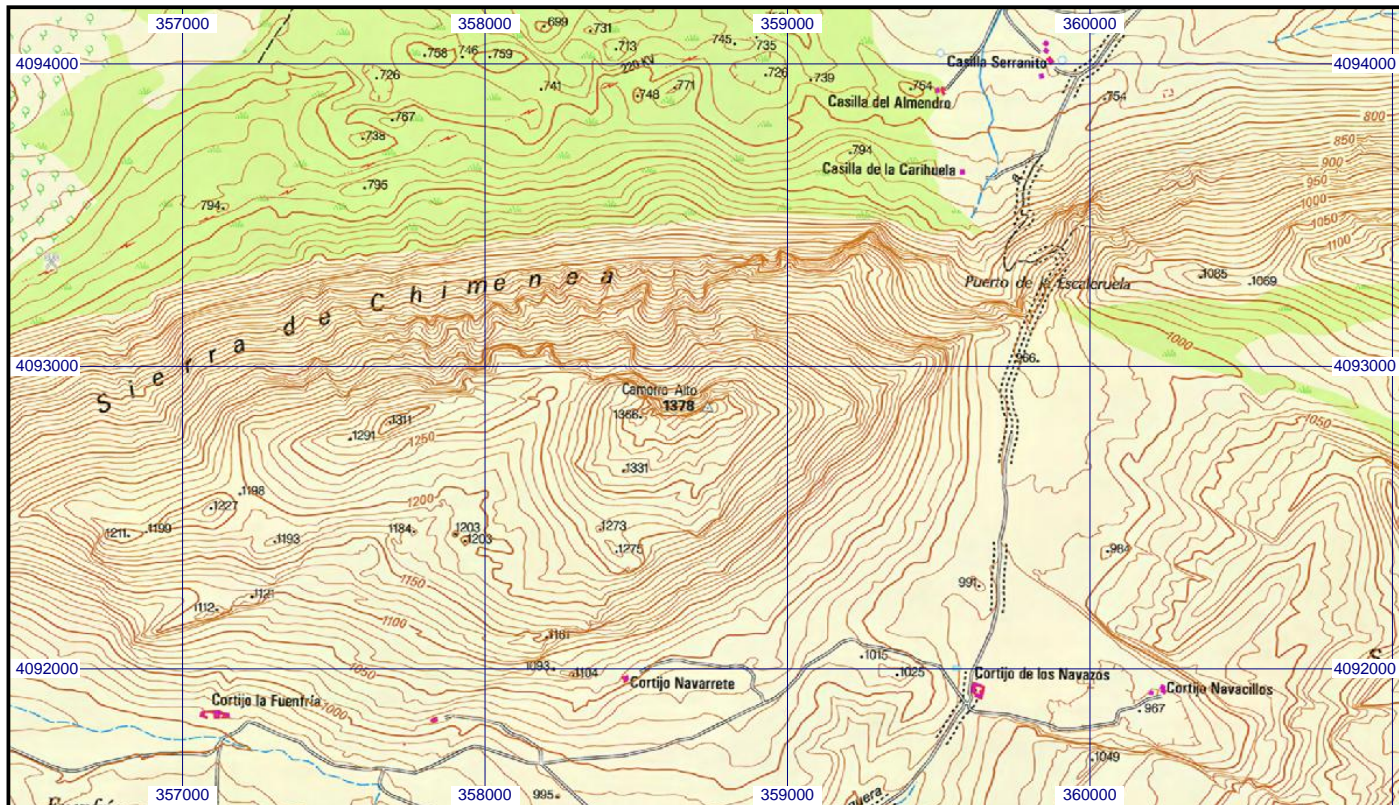 357000 358000 359000 360000
699
731
758 746 759 713 745 735
4094000 4094000
220 KV
Casilla Serranito
726 741 748 771 726 739 754 754
Casilla del Almendro
767
800
738
850
794
900
Casilla de la Carihuela
795
950
794
1000
1050
1100
Sierra de Chimenea
1085 1069
Puerto de la Escaleruela
1000
966
4093000 4093000
Camorro Alto
1366 1378
1311
1291 1250
1050
1331
1198
1200
1227
1211 1199 1184 1203 1273
1193 1203 1275
984
1150
991
1121
1112
1100
1161
4092000 4092000
1015
1093 1104
1050
1025
Cortijo de los Navazos
Cortijo Navarrete
Cortijo Navacillos
Cortijo la Fuenfría
1000
967
1049
995
357000 358000 359000 360000